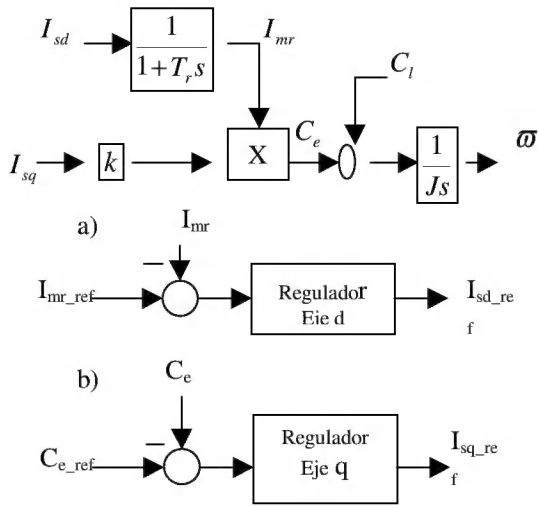 I_sd
1
1+T_r s
I_mr
I_sq
k
X
C_e
C_l
1
Js
ϖ
a)
I_mr
−
I_mr_ref
Regulador
Eje d
I_sd_re
f
b)
C_e
−
C_e_ref
Regulador
Eje q
I_sq_re
f